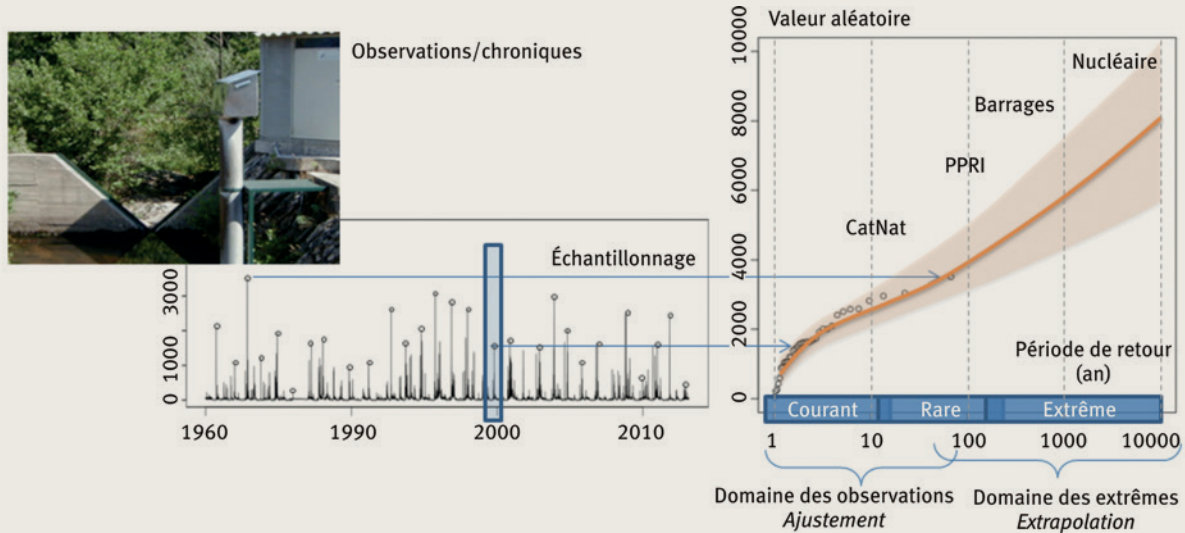 Observations/chroniques
Échantillonnage
3000
1000
0
1960
1990
2000
2010
Valeur aléatoire
10000
8000
6000
4000
2000
0
Nucléaire
Barrages
PPRI
CatNat
Période de retour
(an)
Courant
Rare
Extrême
1
10
100
1000
10000
Domaine des observations
Ajustement
Domaine des extrêmes
Extrapolation